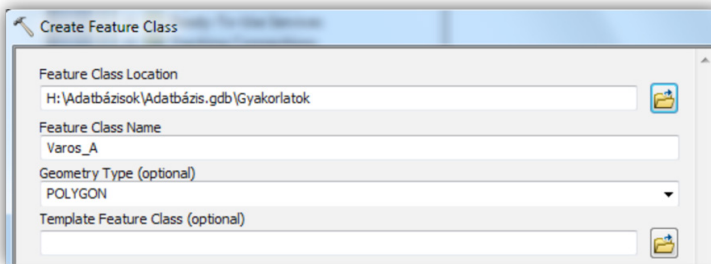 Create Feature Class
Feature Class Location
H:\Adatbázisok\Adatbázis.gdb\Gyakorlatok
Feature Class Name
Varos_A
Geometry Type (optional)
POLYGON
Template Feature Class (optional)